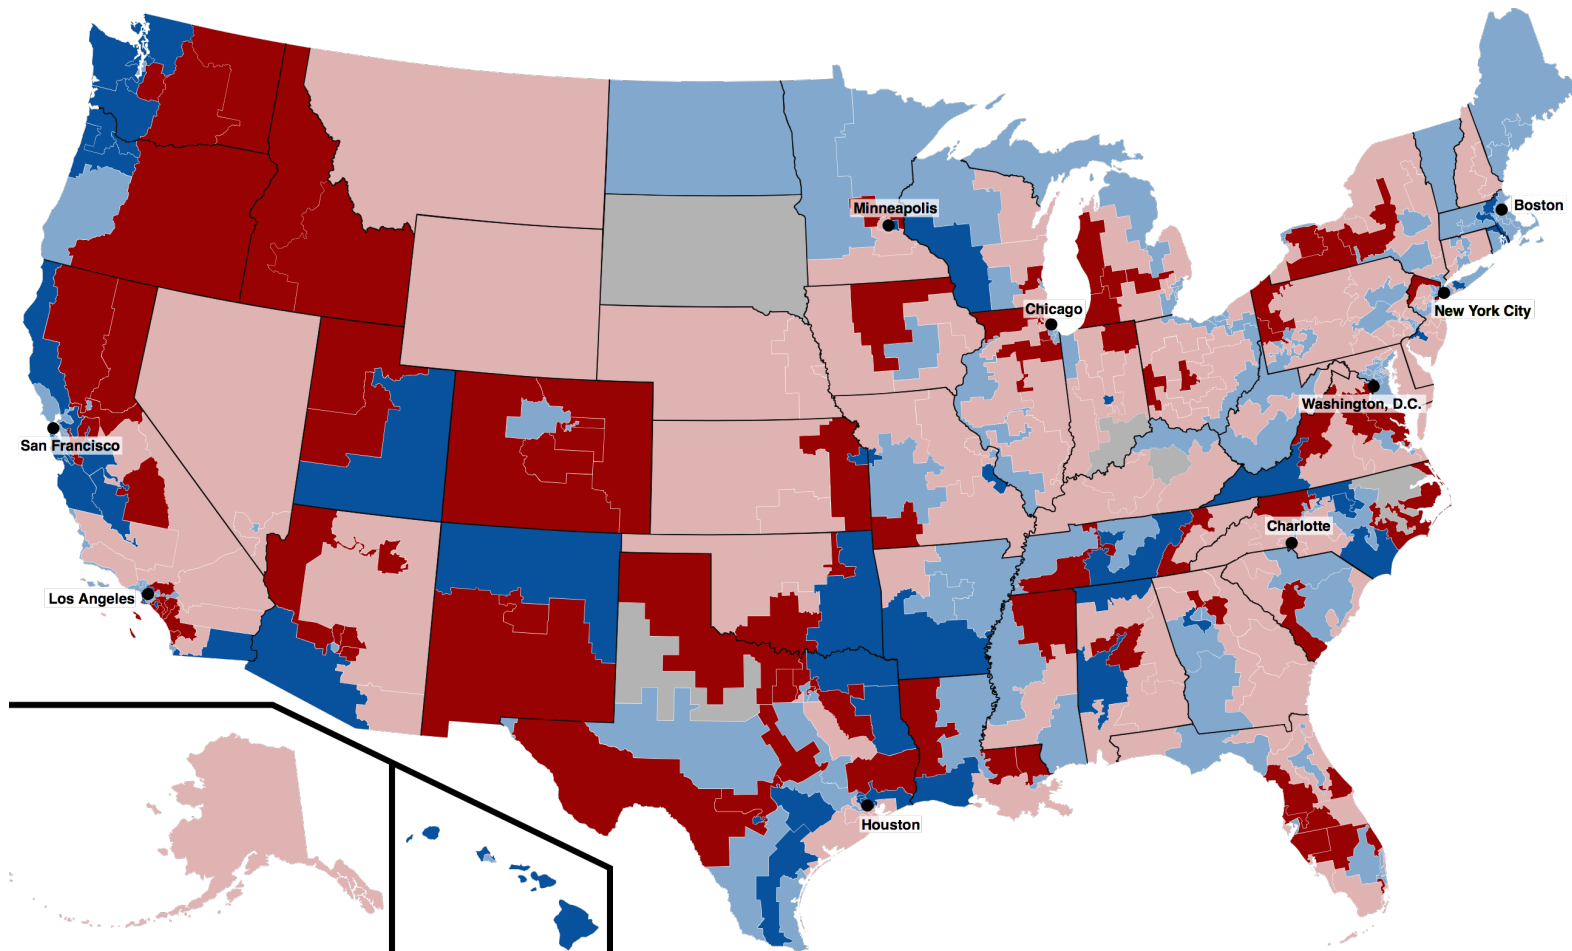 Minneapolis
Boston
Chicago
New York City
Washington, D.C.
San Francisco
Charlotte
Los Angeles
Houston